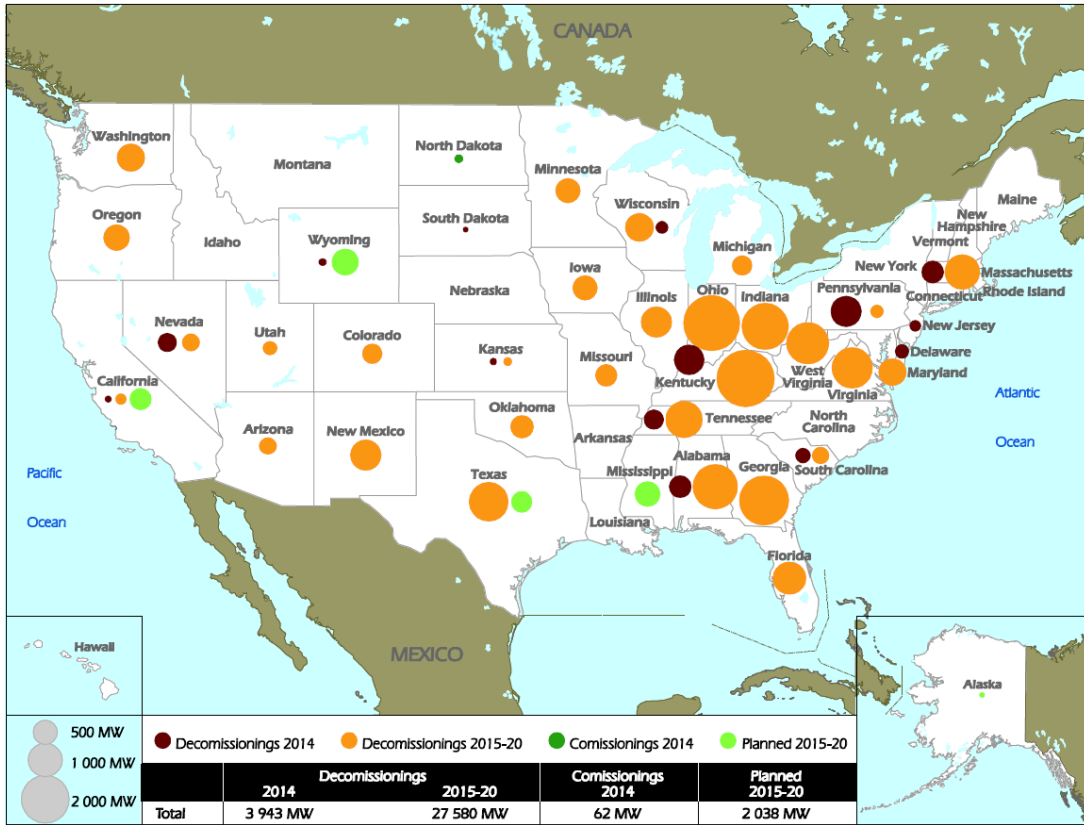 CANADA
Washington
Montana
North Dakota
Minnesota
Oregon
Idaho
Wyoming
South Dakota
Wisconsin
Michigan
Maine
New
Hampshire
Vermont
New York
Massachusetts
Rhode Island
Connecticut
Iowa
Nebraska
Illinois
Ohio
Indiana
Pennsylvania
New Jersey
Delaware
Maryland
Nevada
Utah
Colorado
Kansas
Missouri
Kentucky
West
Virginia
Virginia
California
Arizona
New Mexico
Oklahoma
Arkansas
Tennessee
North
Carolina
South Carolina
Texas
Mississippi
Alabama
Georgia
Louisiana
Florida
Pacific
Ocean
Atlantic
Ocean
MEXICO
Hawaii
Alaska
500 MW
1 000 MW
2 000 MW
Decomissionings 2014
Decomissionings 2015-20
Comissionings 2014
Planned 2015-20
Decomissionings Comissionings Planned
2014 2015-20 2014 2015-20
Total 3 943 MW 27 580 MW 62 MW 2 038 MW